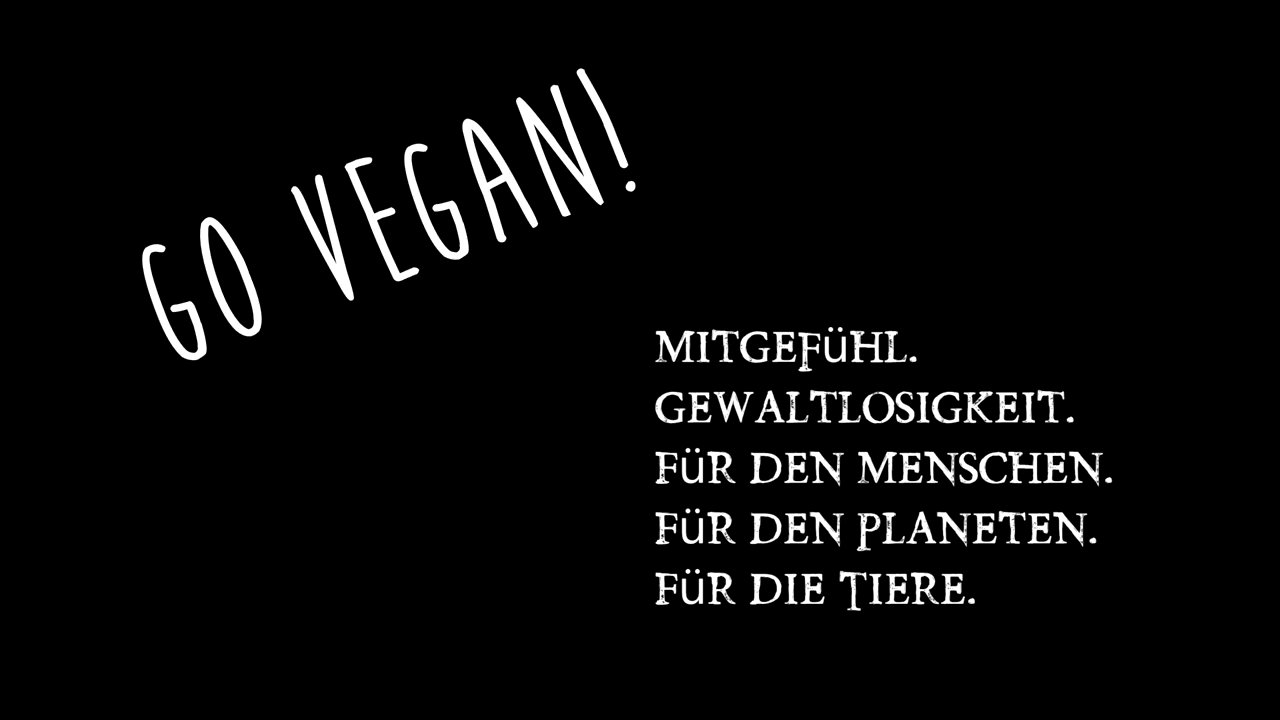 GO VEGAN!
MITGEFÜHL.
GEWALTLOSIGKEIT.
FÜR DEN MENSCHEN.
FÜR DEN PLANETEN.
FÜR DIE TIERE.